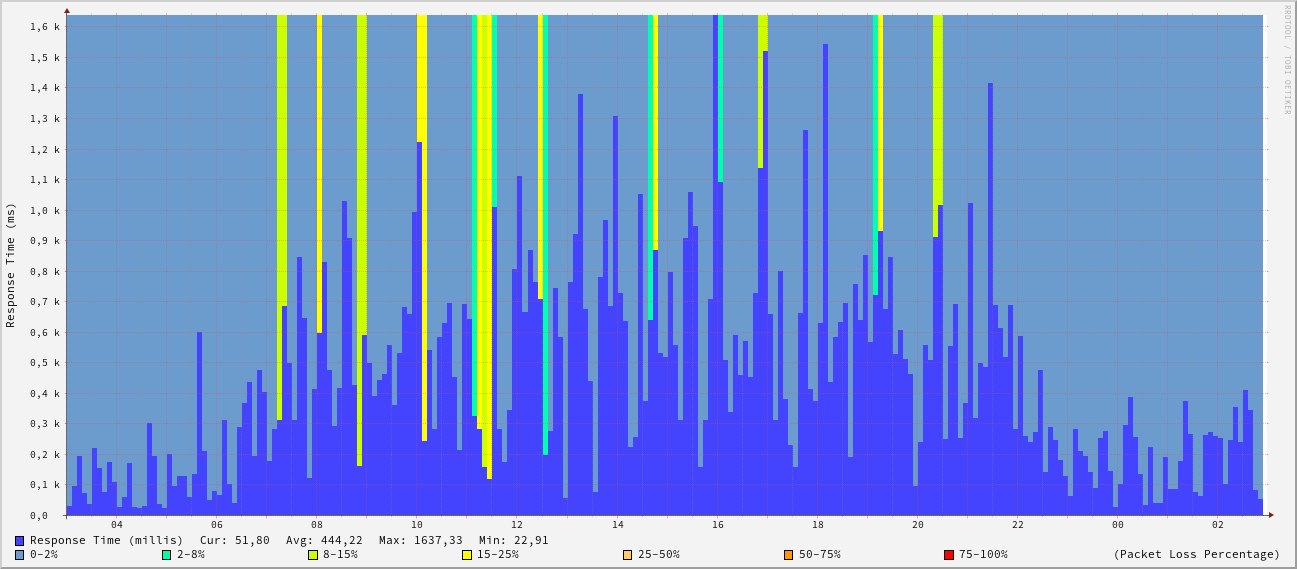 RRDTOOL / TOBI OETIKER
Response Time (ms)
1,6 k
1,5 k
1,4 k
1,3 k
1,2 k
1,1 k
1,0 k
0,9 k
0,8 k
0,7 k
0,6 k
0,5 k
0,4 k
0,3 k
0,2 k
0,1 k
0,0
04 06 08 10 12 14 16 18 20 22 00 02
Response Time (millis) Cur: 51,80 Avg: 444,22 Max: 1637,33 Min: 22,91
0-2% 2-8% 8-15% 15-25% 25-50% 50-75% 75-100% (Packet Loss Percentage)